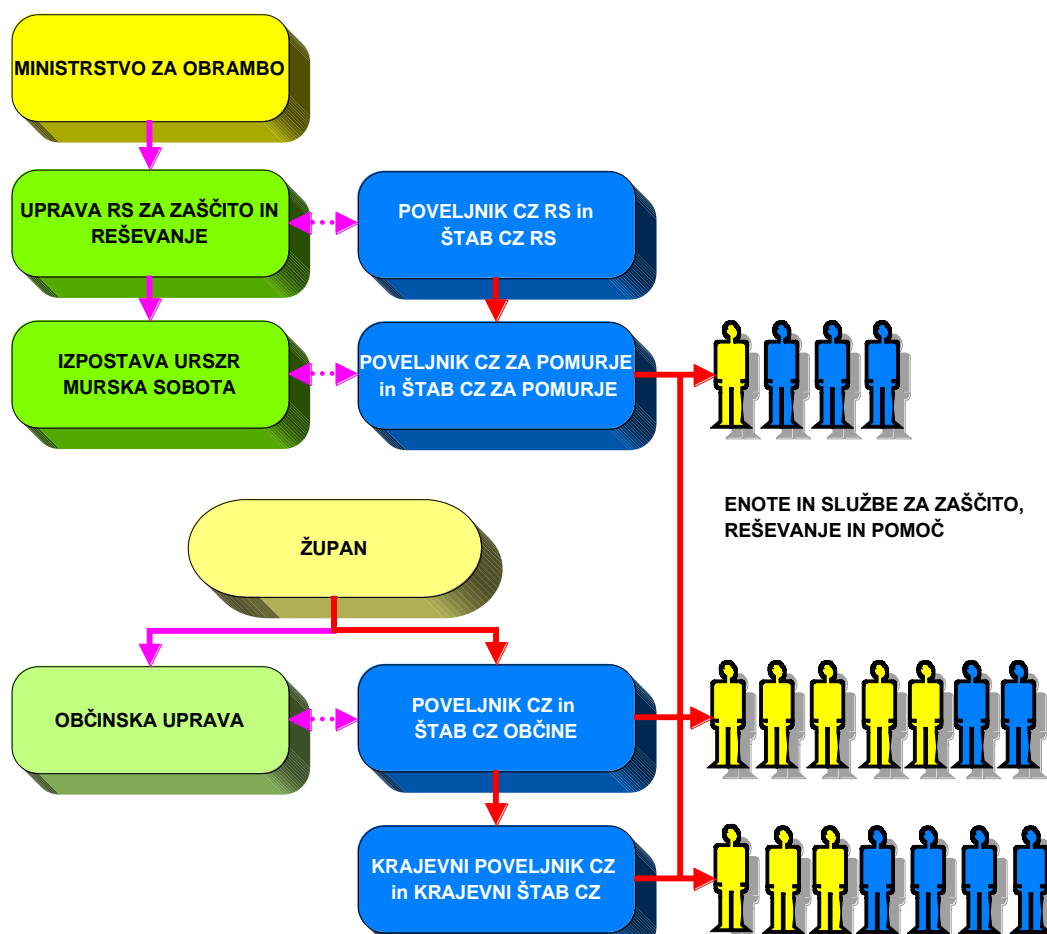 MINISTRSTVO ZA OBRAMBO
UPRAVA RS ZA ZAŠČITO IN
REŠEVANJE
POVELJNIK CZ RS in
ŠTAB CZ RS
IZPOSTAVA URSZR
MURSKA SOBOTA
POVELJNIK CZ ZA POMURJE
in ŠTAB CZ ZA POMURJE
ENOTE IN SLUŽBE ZA ZAŠČITO,
REŠEVANJE IN POMOČ
ŽUPAN
OBČINSKA UPRAVA
POVELJNIK CZ in
ŠTAB CZ OBČINE
KRAJEVNI POVELJNIK CZ
in KRAJEVNI ŠTAB CZ